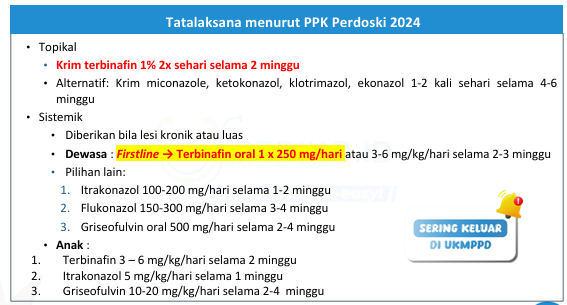 Tatalaksana menurut PPK Perdoski 2024
• Topikal
• Krim terbinafin 1% 2x sehari selama 2 minggu
• Alternatif: Krim miconazole, ketokonazol, klotrimazol, ekonazol 1-2 kali sehari selama 4-6
minggu
• Sistemik
• Diberikan bila lesi kronik atau luas
• Dewasa : Firstline → Terbinafin oral 1 x 250 mg/hari atau 3-6 mg/kg/hari selama 2-3 minggu
• Pilihan lain:
1. Itrakonazol 100-200 mg/hari selama 1-2 minggu
2. Flukonazol 150-300 mg/hari selama 3-4 minggu
3. Griseofulvin oral 500 mg/hari selama 2-4 minggu
• Anak :
1. Terbinafin 3 – 6 mg/kg/hari selama 2 minggu
2. Itrakonazol 5 mg/kg/hari selama 1 minggu
3. Griseofulvin 10-20 mg/kg/hari selama 2-4 minggu
1
SERING KELUAR
DI UKMPPD